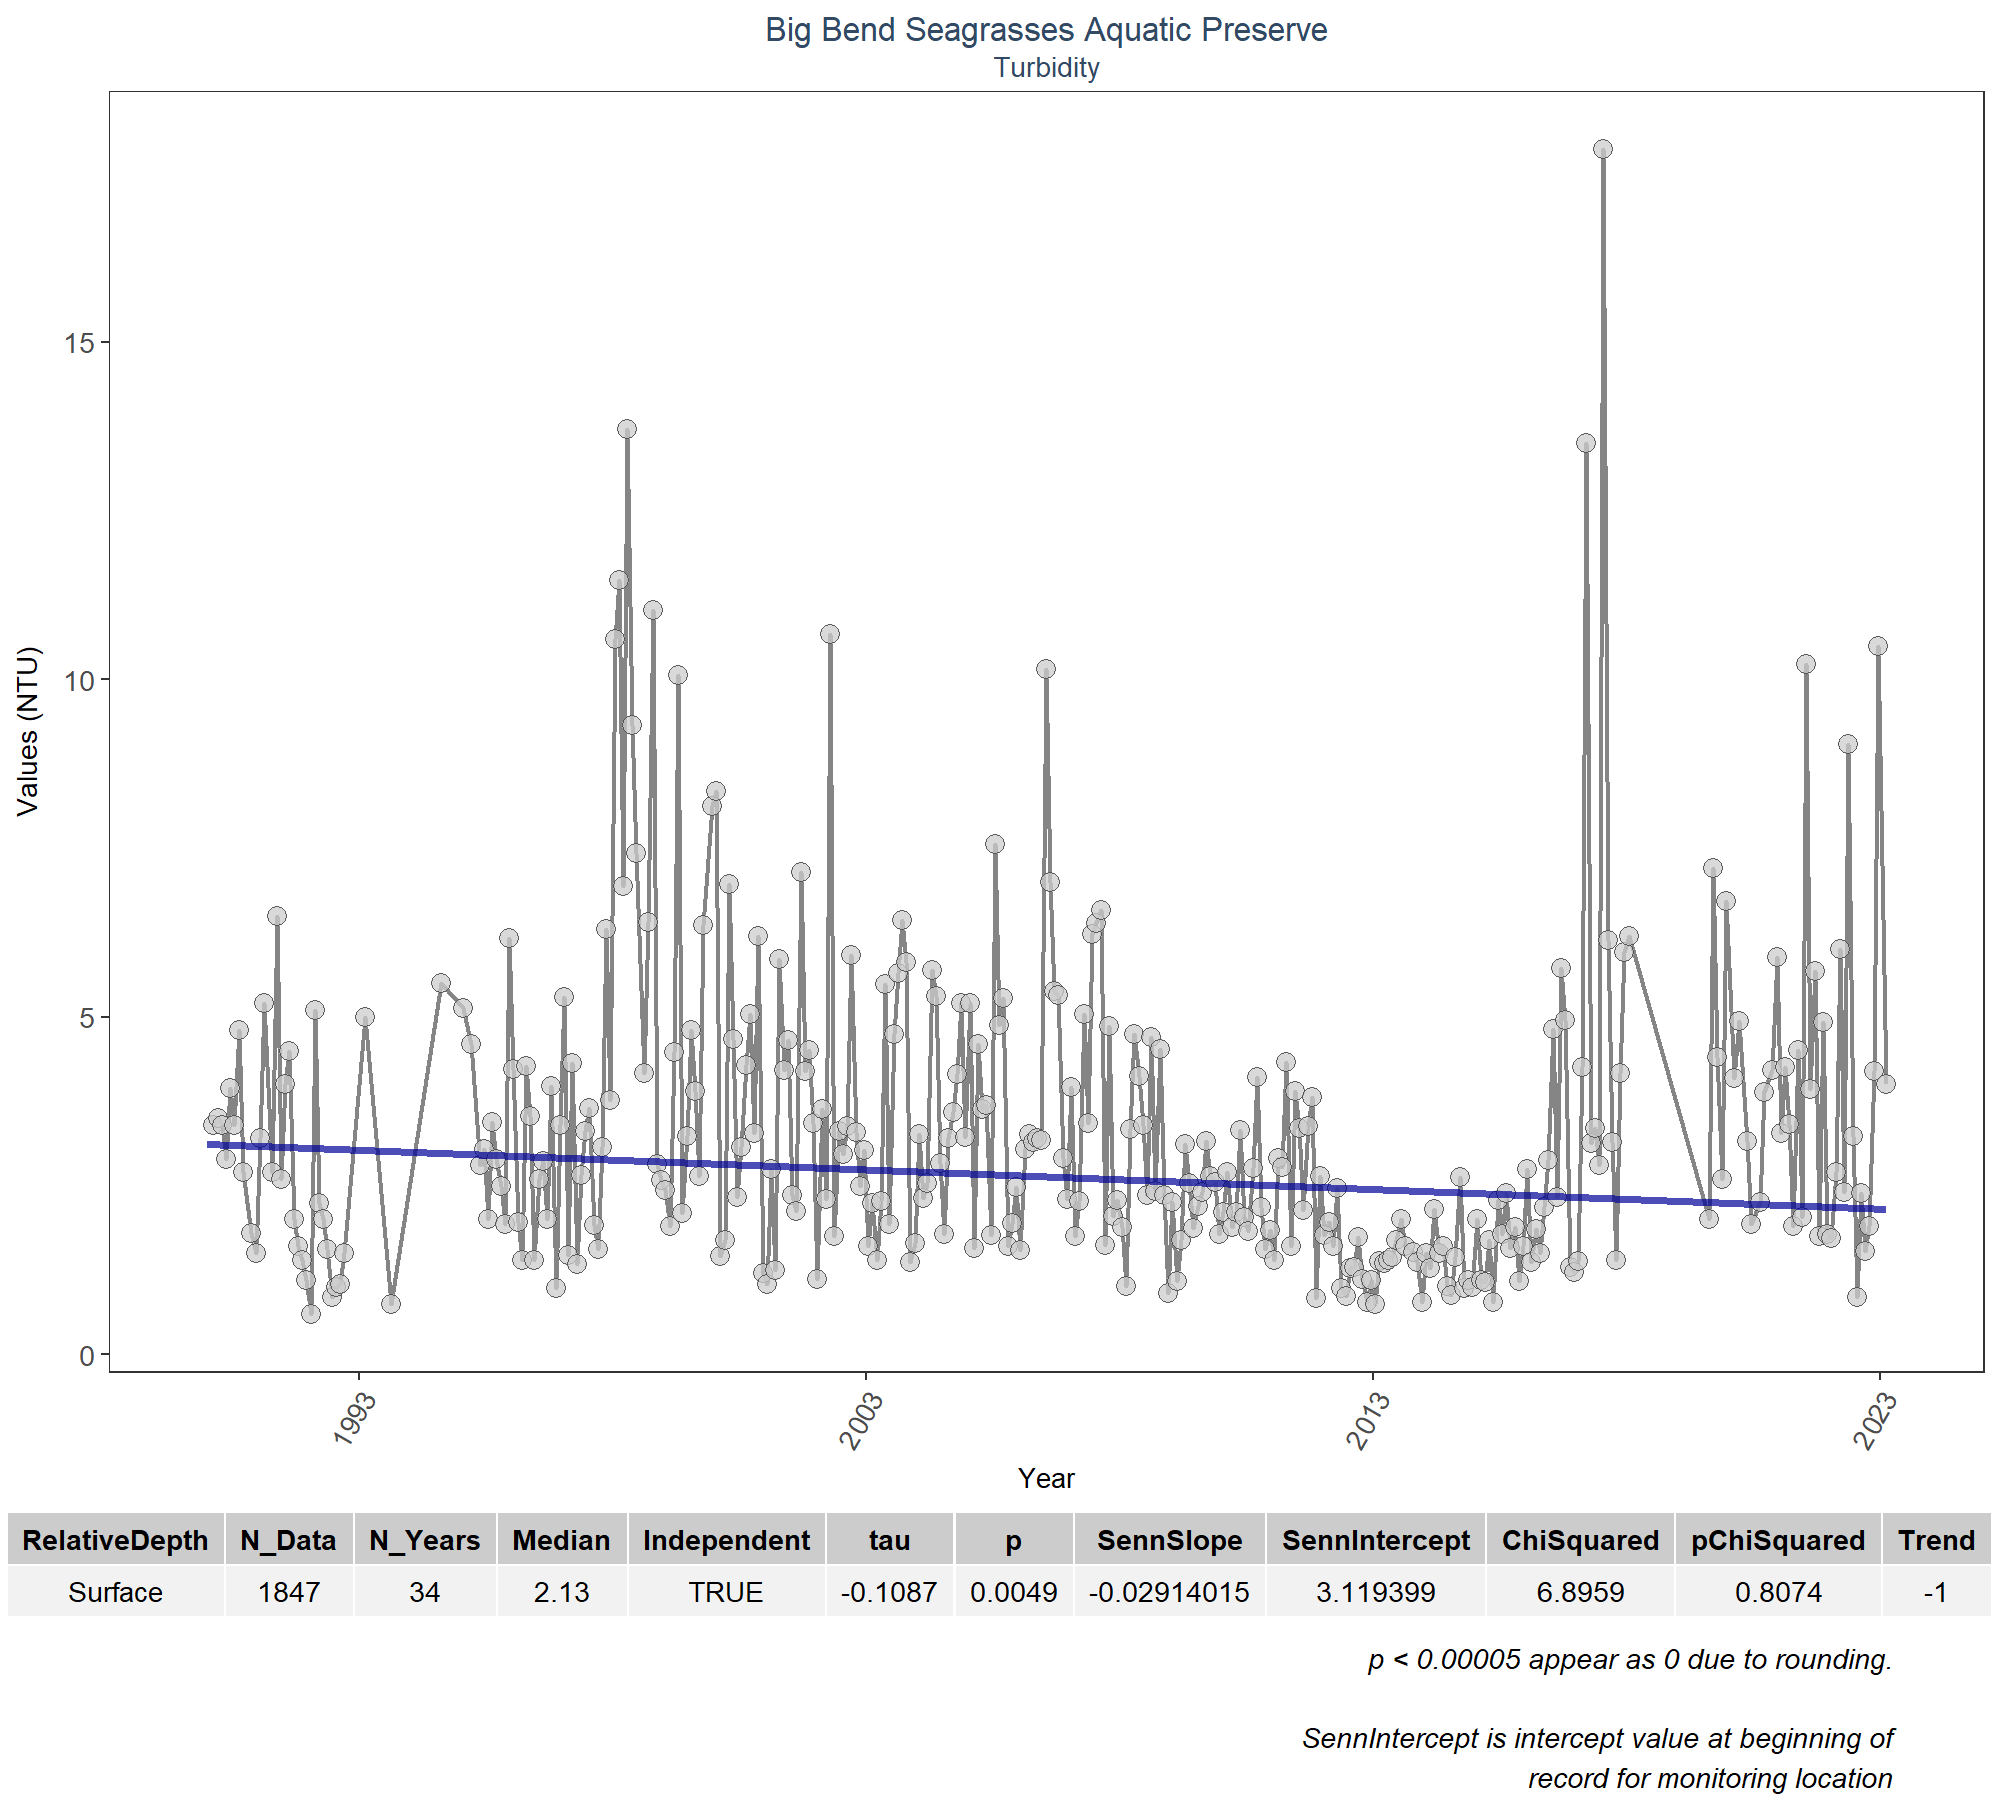 Big Bend Seagrasses Aquatic Preserve
Turbidity
Values (NTU)
15
10
5
0
1993
2003
2013
2023
Year
RelativeDepth N_Data N_Years Median Independent tau p SennSlope SennIntercept ChiSquared pChiSquared Trend
Surface 1847 34 2.13 TRUE -0.1087 0.0049 -0.02914015 3.119399 6.8959 0.8074 -1
p < 0.00005 appear as 0 due to rounding.
SennIntercept is intercept value at beginning of
record for monitoring location